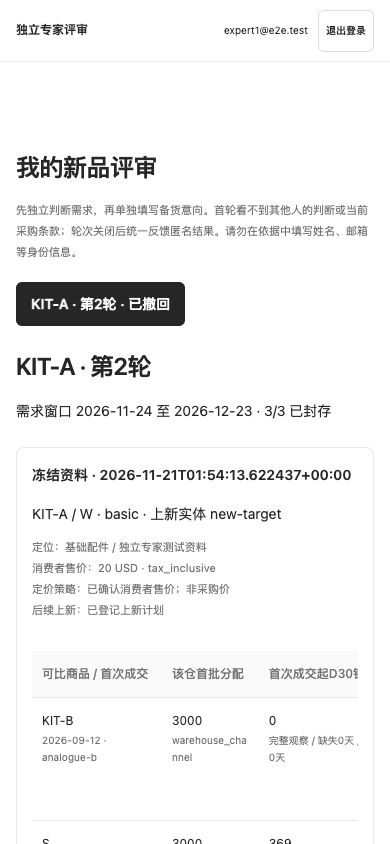 独立专家评审
expert1@e2e.test
退出登录
我的新品评审
先独立判断需求，再单独填写备货意向。首轮看不到其他人的判断或当前
采购条款；轮次关闭后统一反馈匿名结果。请勿在依据中填写姓名、邮箱
等身份信息。
KIT-A · 第2轮 · 已撤回
KIT-A · 第2轮
需求窗口 2026-11-24 至 2026-12-23 · 3/3 已封存
冻结资料 · 2026-11-21T01:54:13.622437+00:00
KIT-A / W · basic · 上新实体 new-target
定位：基础配件 / 独立专家测试资料
消费者售价：20 USD · tax_inclusive
定价策略：已确认消费者售价；非采购价
后续上新：已登记上新计划
可比商品 / 首次成交 该仓首批分配 首次成交起D30
KIT-B 3000 0
2026-09-12 · warehouse_cha 完整观察 / 缺失0天
analogue-b nnel 0天
S 3000 369